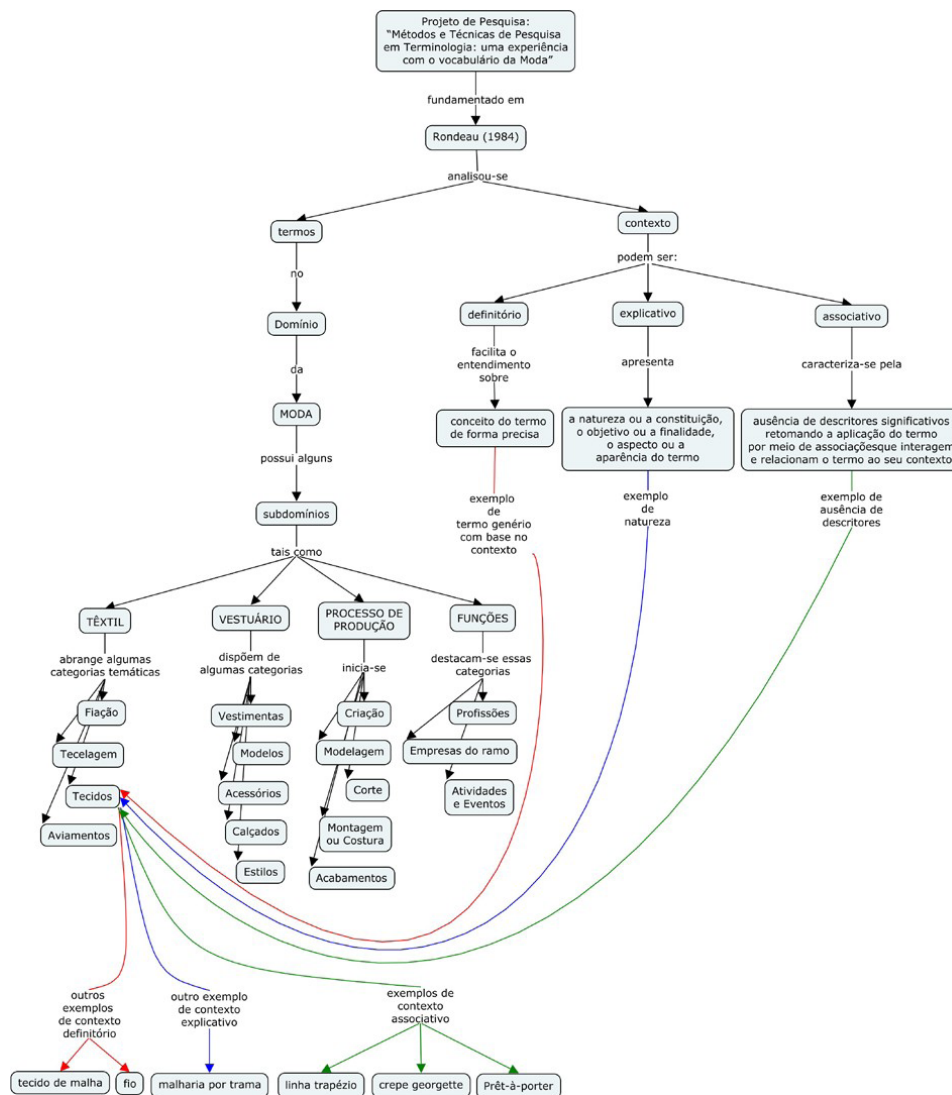 Projeto de Pesquisa:
“Métodos e Técnicas de Pesquisa
em Terminologia: uma experiência
com o vocabulário da Moda”
fundamentado em
Rondeau (1984)
analisou-se
termos
contexto
no
podem ser:
Domínio
definitório
explicativo
associativo
da
facilita o
entendimento
sobre
apresenta
caracteriza-se pela
MODA
conceito do termo
de forma precisa
a natureza ou a constituição,
o objetivo ou a finalidade,
o aspecto ou a
aparência do termo
ausência de descritores significativos
retomando a aplicação do termo
por meio de associaçõesque interagem
e relacionam o termo ao seu contexto
possui alguns
subdomínios
exemplo
de
termo genério
com base no
contexto
exemplo
de
natureza
exemplo de
ausência de
descritores
tais como
TÊXTIL
VESTUÁRIO
PROCESSO DE
PRODUÇÃO
FUNÇÕES
abrange algumas
categorias temáticas
dispõem de
algumas categorias
inicia-se
destacam-se essas
categorias
Fiação
Tecelagem
Tecidos
Aviamentos
Vestimentas
Modelos
Acessórios
Calçados
Estilos
Criação
Modelagem
Corte
Montagem
ou Costura
Acabamentos
Profissões
Empresas do ramo
Atividades
e Eventos
outros
exemplos
de contexto
definitório
outro exemplo
de contexto
explicativo
exemplos de
contexto
associativo
tecido de malha
fio
malharia por trama
linha trapézio
crepe georgette
Prêt-à-porter